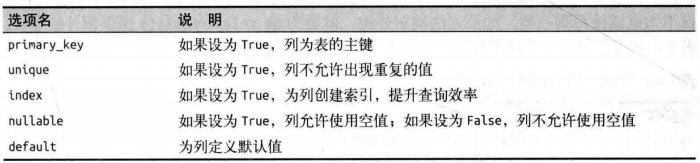 选项名 说 明
primary_key 如果设为 True，列为表的主键
unique 如果设为 True，列不允许出现重复的值
index 如果设为 True，为列创建索引，提升查询效率
nullable 如果设为 True，列允许使用空值；如果设为 False，列不允许使用空值
default 为列定义默认值